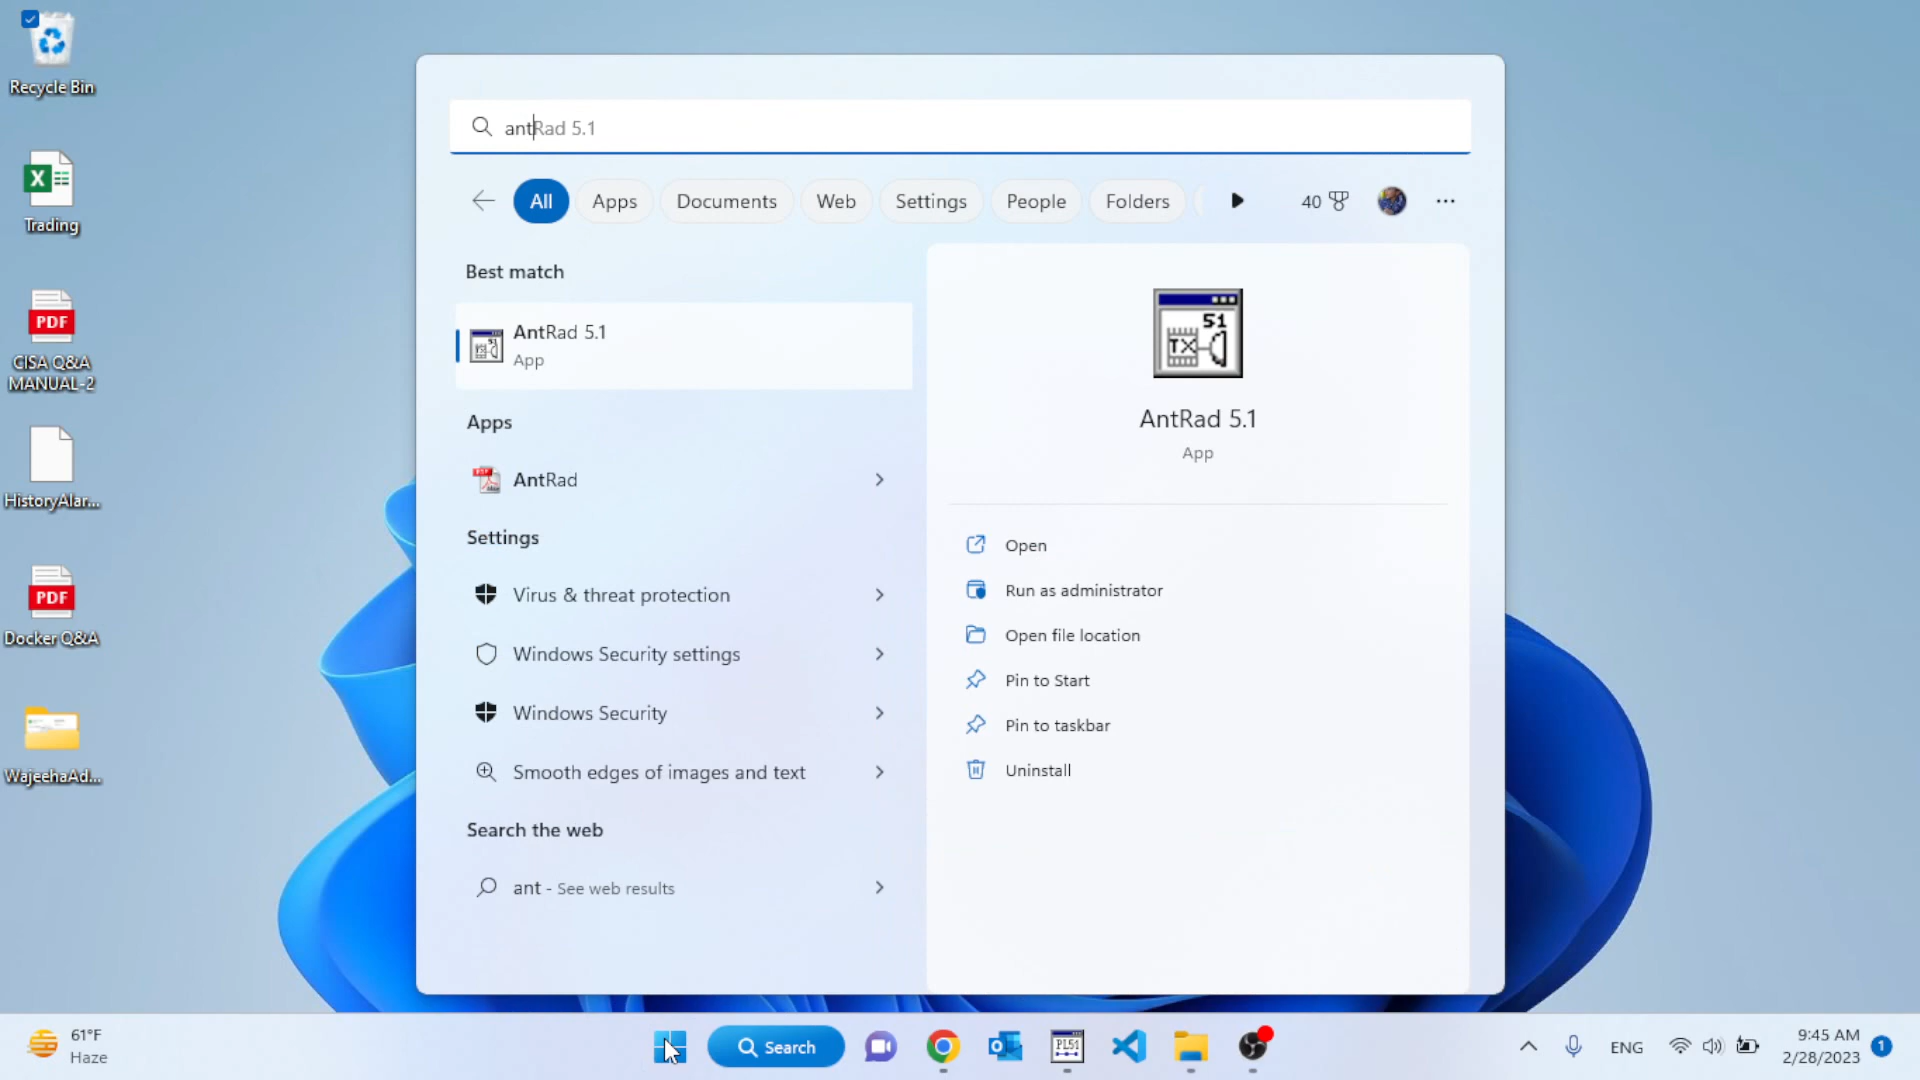 Recycle Bin
Trading
PDF
CISA Q&A
MANUAL-2
HistoryAlar...
PDF
Docker Q&A
WajeehaAd...
antRad 5.1
All
Apps
Documents
Web
Settings
People
Folders
40
Best match
AntRad 5.1
App
Apps
AntRad
Settings
Virus & threat protection
Windows Security settings
Windows Security
Smooth edges of images and text
Search the web
ant - See web results
51
TX
AntRad 5.1
App
Open
Run as administrator
Open file location
Pin to Start
Pin to taskbar
Uninstall
61°F
Haze
Search
PL51
ENG
9:45 AM
2/28/2023
1